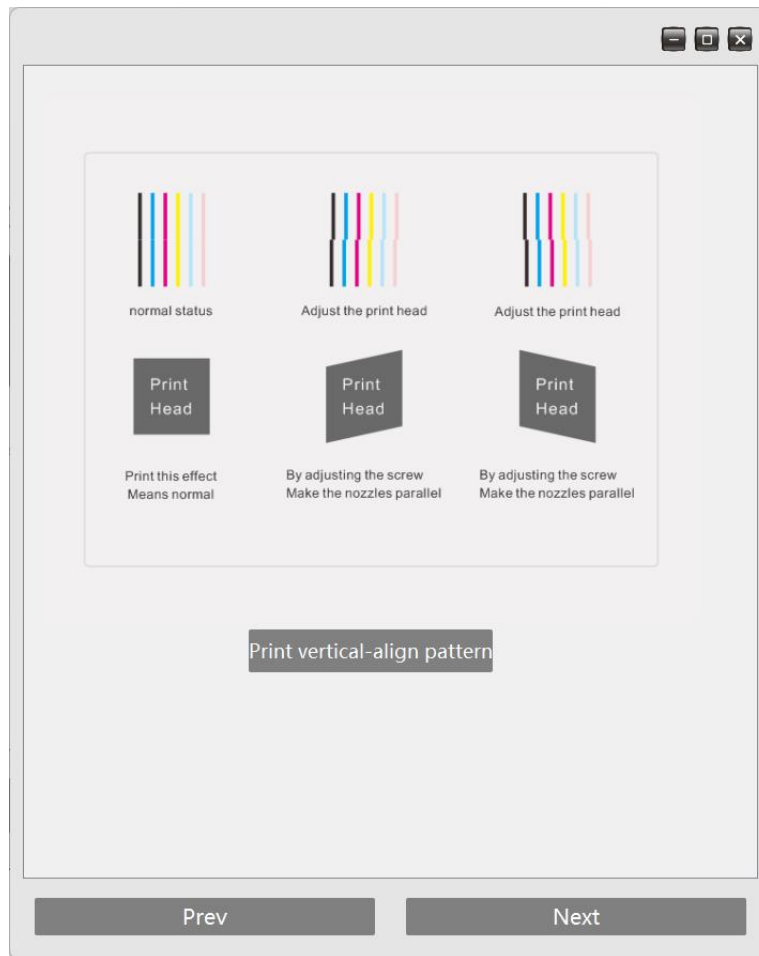 normal status
Adjust the print head
Adjust the print head
Print
Head
Print
Head
Print
Head
Print this effect
Means normal
By adjusting the screw
Make the nozzles parallel
By adjusting the screw
Make the nozzles parallel
Print vertical-align pattern
Prev
Next